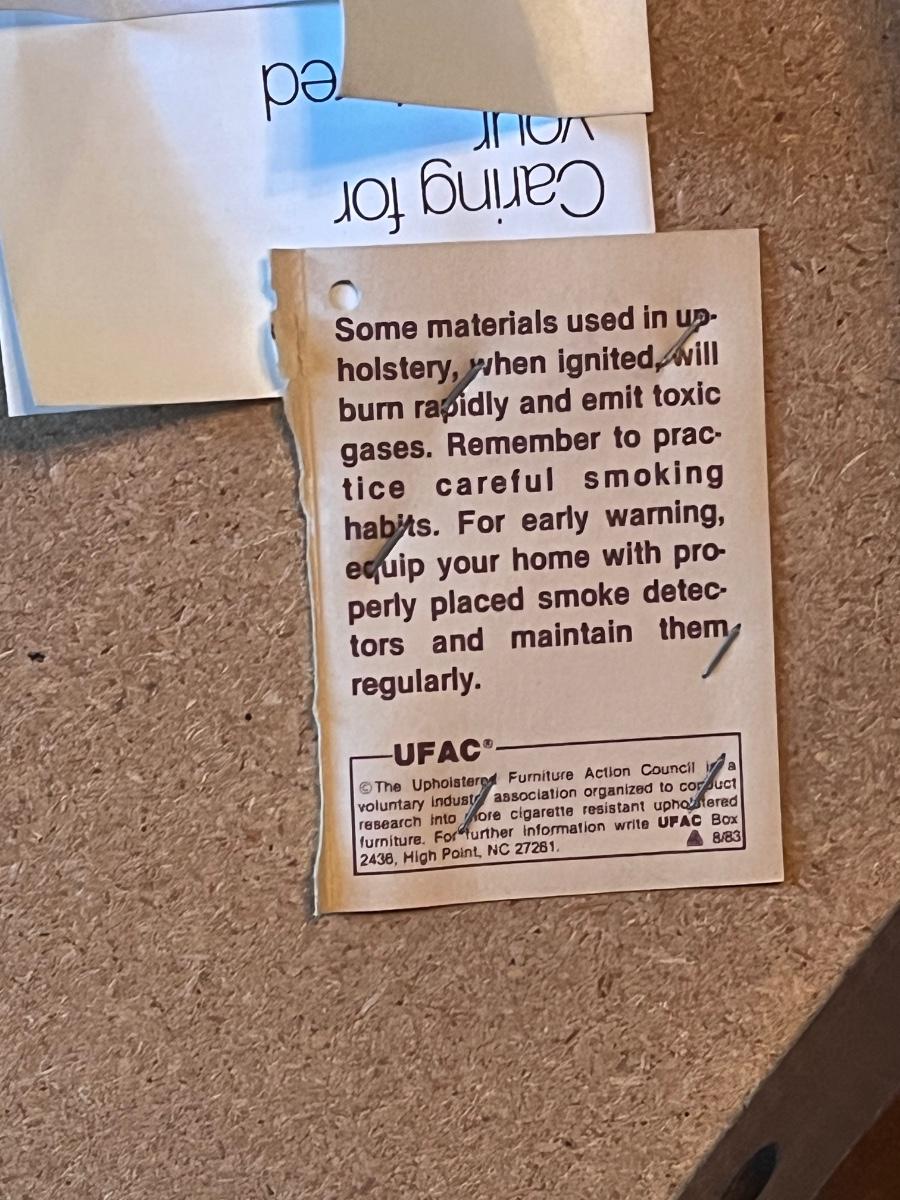 Caring for
your
Some materials used in up-
holstery, when ignited, will
burn rapidly and emit toxic
gases. Remember to prac-
tice careful smoking
habits. For early warning,
equip your home with pro-
perly placed smoke detec-
tors and maintain them
regularly.
UFAC®
©The Upholstered Furniture Action Council is a
voluntary industry association organized to conduct
research into more cigarette resistant upholstered
furniture. For further information write UFAC Box
2436, High Point, NC 27261.
8/83